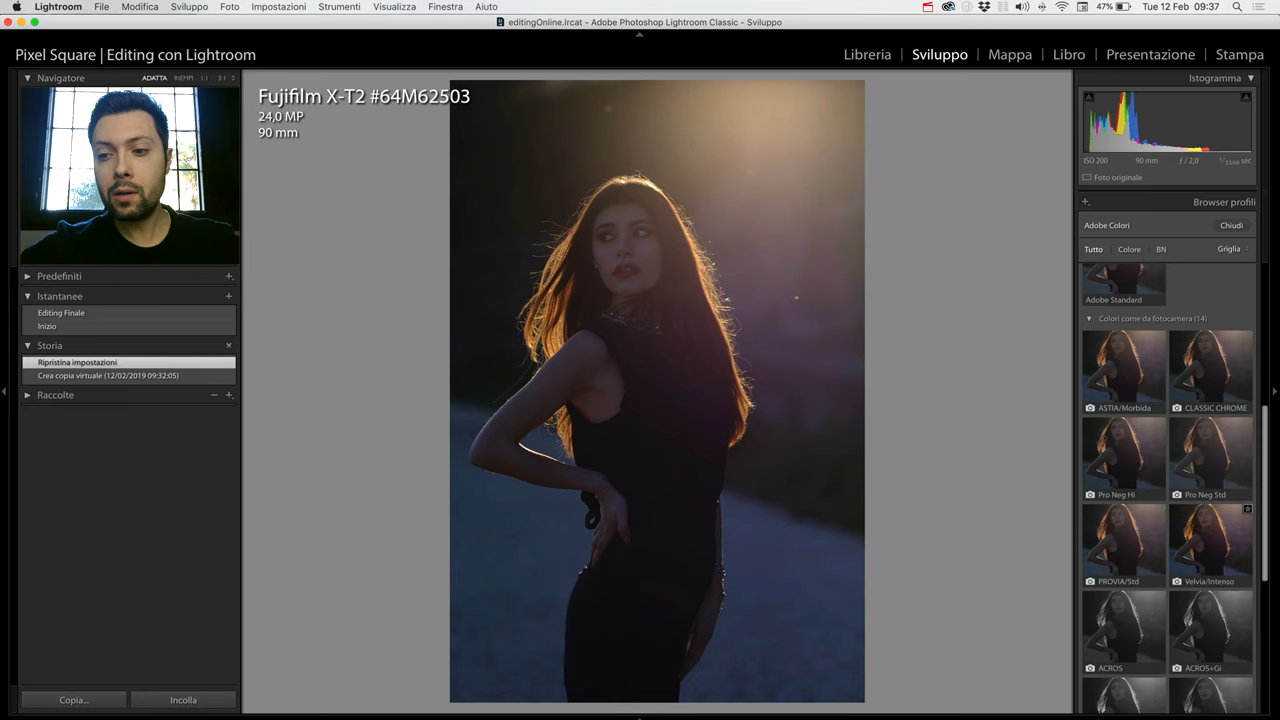 Lightroom File Modifica Sviluppo Foto Impostazioni Strumenti Visualizza Finestra Aiuto 47% Tue 12 Feb 09:37
editingOnline.lrcat - Adobe Photoshop Lightroom Classic - Sviluppo
Pixel Square | Editing con Lightroom
Libreria | Sviluppo | Mappa | Libro | Presentazione | Stampa
Navigatore ADATTA RIEMPI 1:1 3:1
Predefiniti
Istantanee
Editing Finale
Inizio
Storia
Ripristina impostazioni
Crea copia virtuale (12/02/2019 09:32:05)
Raccolte
Copia...
Incolla
Fujifilm X-T2 #64M62503
24,0 MP
90 mm
Istogramma
ISO 200 90 mm ƒ / 2,0
Foto originale
Browser profili
Adobe Colori Chiudi
Tutto Colore BN Griglia
Adobe Standard
Colori come da fotocamera (14)
ASTIA/Morbida CLASSIC CHROME
Pro Neg Hi Pro Neg Std
PROVIA/Std Velvia/Intenso
ACROS ACROS+Gi